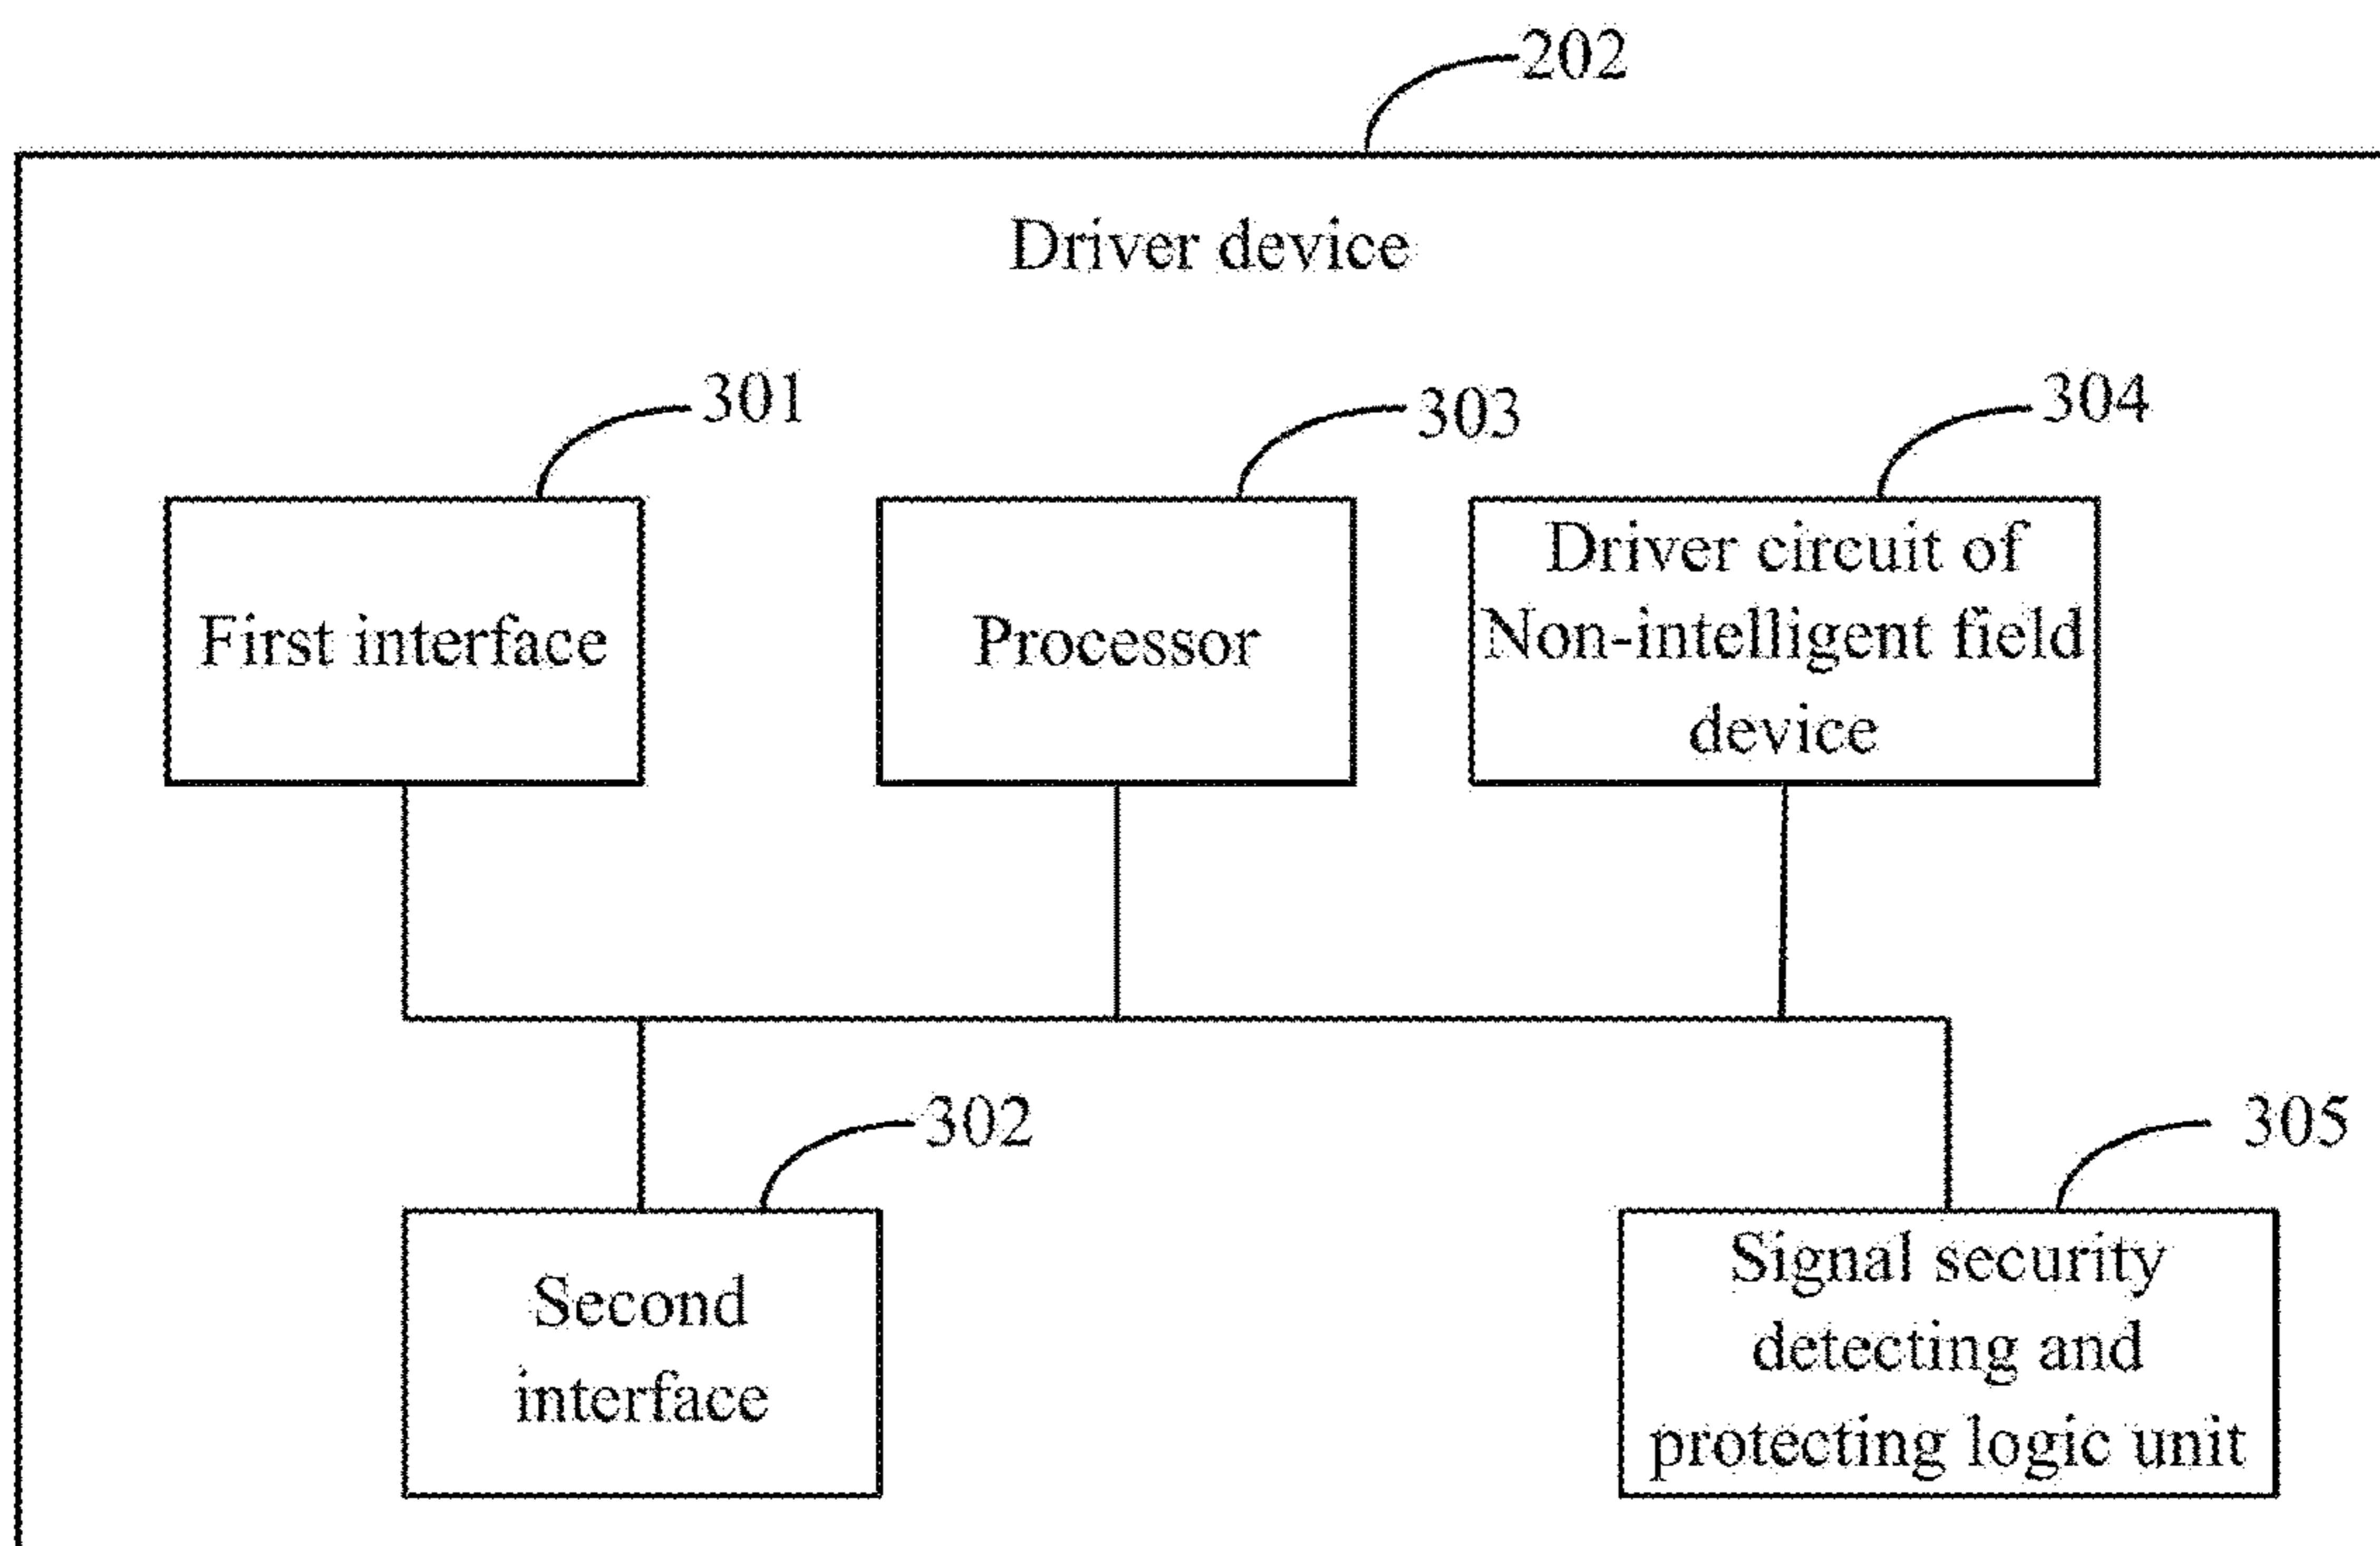 202
Driver device
301
303
304
First interface
Processor
Driver circuit of
Non-intelligent field
device
302
305
Second
interface
Signal security
detecting and
protecting logic unit